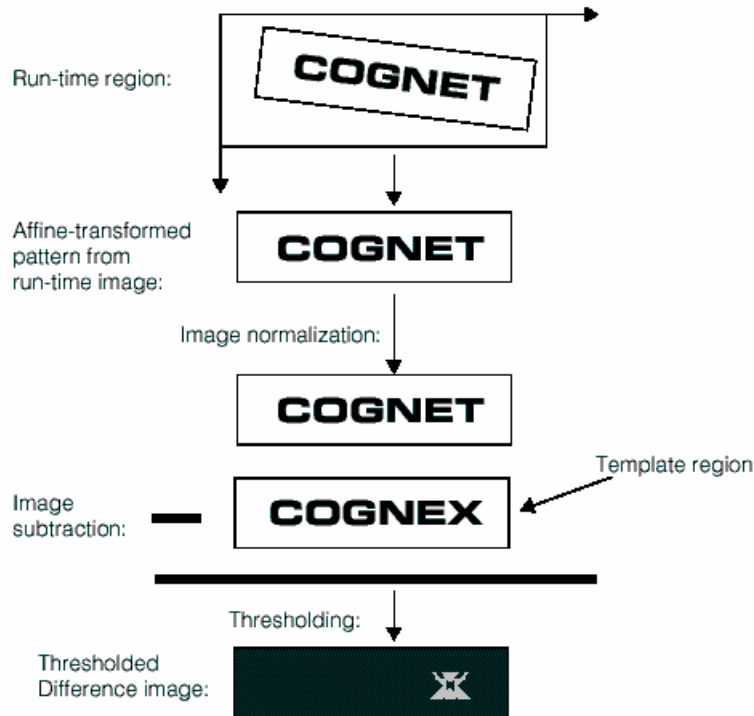 COGNET
Run-time region:
Affine-transformed
pattern from
run-time image:
COGNET
Image normalization:
COGNET
Template region
Image
subtraction:
COGNEX
Thresholding:
Thresholded
Difference image: